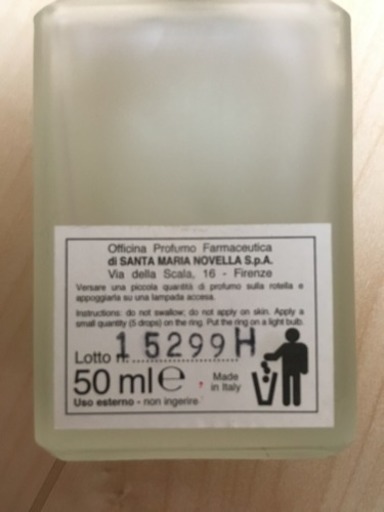 Officina Profumo Farmaceutica
di SANTA MARIA NOVELLA S.p.A.
Via della Scala, 16 - Firenze
Versare una piccola quantità di profumo sulla rotella e
appoggiarla su una lampada accesa.
Instructions: do not swallow; do not apply on skin. Apply a
small quantity (5 drops) on the ring. Put the ring on a light bulb.
Lotto n. 15299H
50 ml e Made
in Italy
Uso esterno - non ingerire